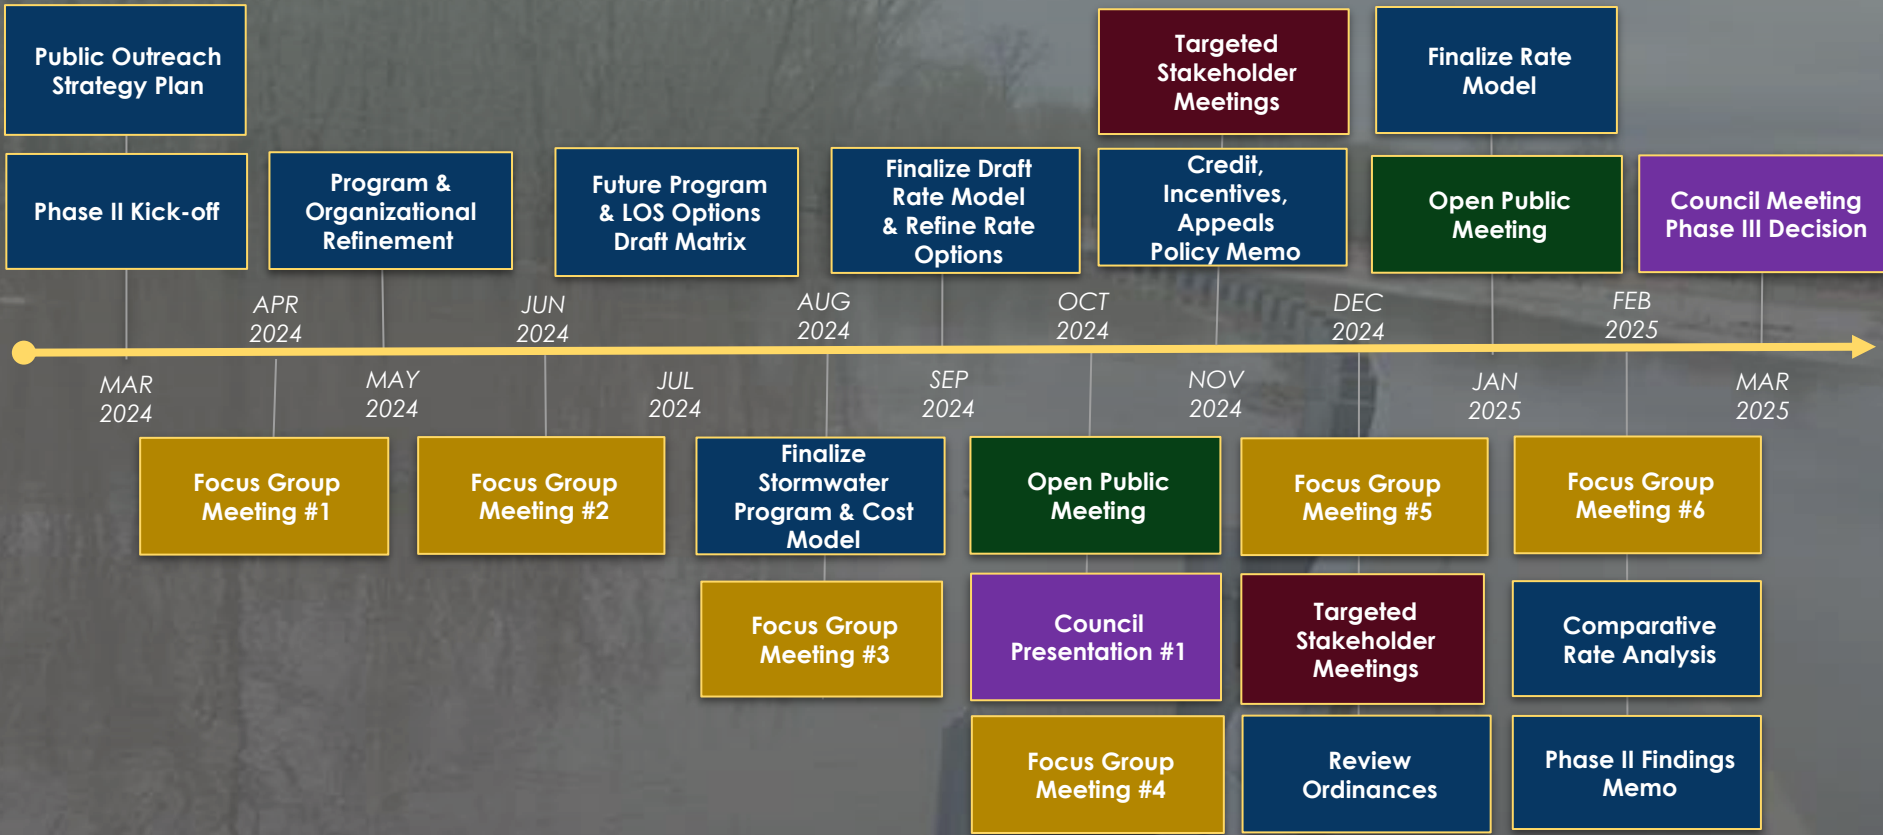 Public Outreach
Strategy Plan
Targeted
Stakeholder
Meetings
Finalize Rate
Model
Phase II Kick-off
Program &
Organizational
Refinement
Future Program
& LOS Options
Draft Matrix
Finalize Draft
Rate Model
& Refine Rate
Options
Credit,
Incentives,
Appeals
Policy Memo
Open Public
Meeting
Council Meeting
Phase III Decision
APR
2024
JUN
2024
AUG
2024
OCT
2024
DEC
2024
FEB
2025
MAR
2024
MAY
2024
JUL
2024
SEP
2024
NOV
2024
JAN
2025
MAR
2025
Focus Group
Meeting #1
Focus Group
Meeting #2
Finalize
Stormwater
Program & Cost
Model
Open Public
Meeting
Focus Group
Meeting #5
Focus Group
Meeting #6
Focus Group
Meeting #3
Council
Presentation #1
Targeted
Stakeholder
Meetings
Comparative
Rate Analysis
Focus Group
Meeting #4
Review
Ordinances
Phase II Findings
Memo